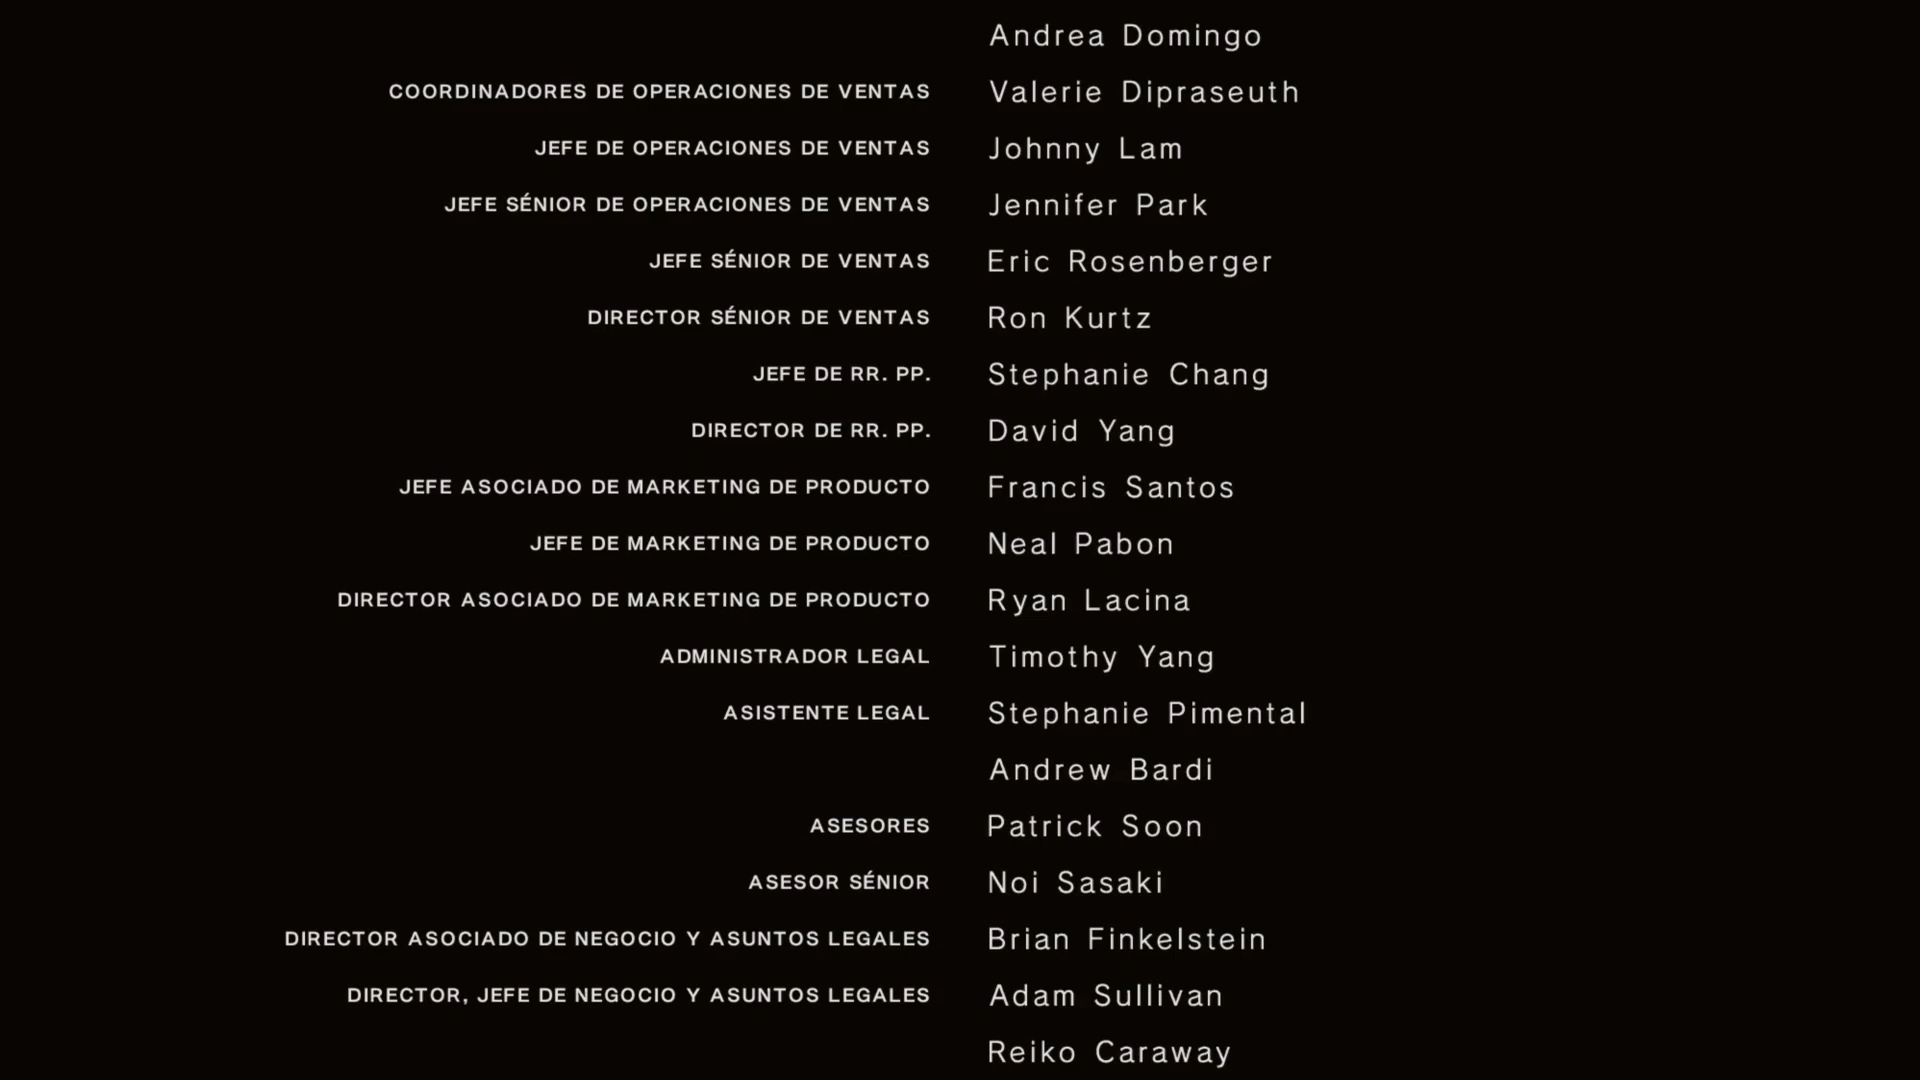 Andrea Domingo
COORDINADORES DE OPERACIONES DE VENTAS Valerie Dipraseuth
JEFE DE OPERACIONES DE VENTAS Johnny Lam
JEFE SÉNIOR DE OPERACIONES DE VENTAS Jennifer Park
JEFE SÉNIOR DE VENTAS Eric Rosenberger
DIRECTOR SÉNIOR DE VENTAS Ron Kurtz
JEFE DE RR. PP. Stephanie Chang
DIRECTOR DE RR. PP. David Yang
JEFE ASOCIADO DE MARKETING DE PRODUCTO Francis Santos
JEFE DE MARKETING DE PRODUCTO Neal Pabon
DIRECTOR ASOCIADO DE MARKETING DE PRODUCTO Ryan Lacina
ADMINISTRADOR LEGAL Timothy Yang
ASISTENTE LEGAL Stephanie Pimental
Andrew Bardi
ASESORES Patrick Soon
ASESOR SÉNIOR Noi Sasaki
DIRECTOR ASOCIADO DE NEGOCIO Y ASUNTOS LEGALES Brian Finkelstein
DIRECTOR, JEFE DE NEGOCIO Y ASUNTOS LEGALES Adam Sullivan
Reiko Caraway